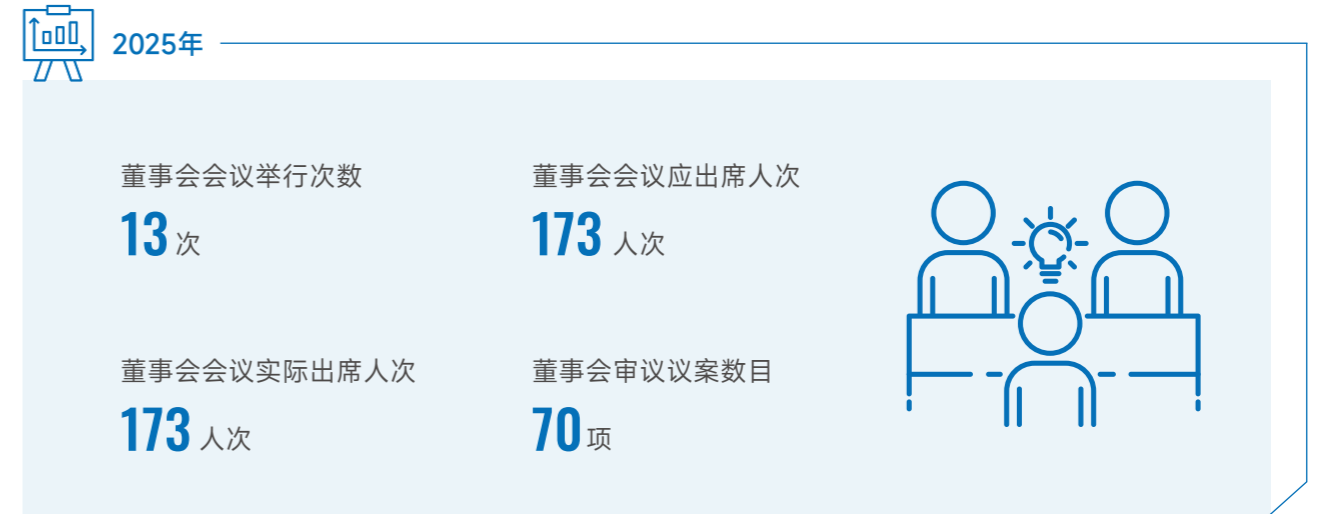 2025年
董事会会议举行次数
13 次
董事会会议应出席人次
173 人次
董事会会议实际出席人次
173 人次
董事会审议议案数目
70 项